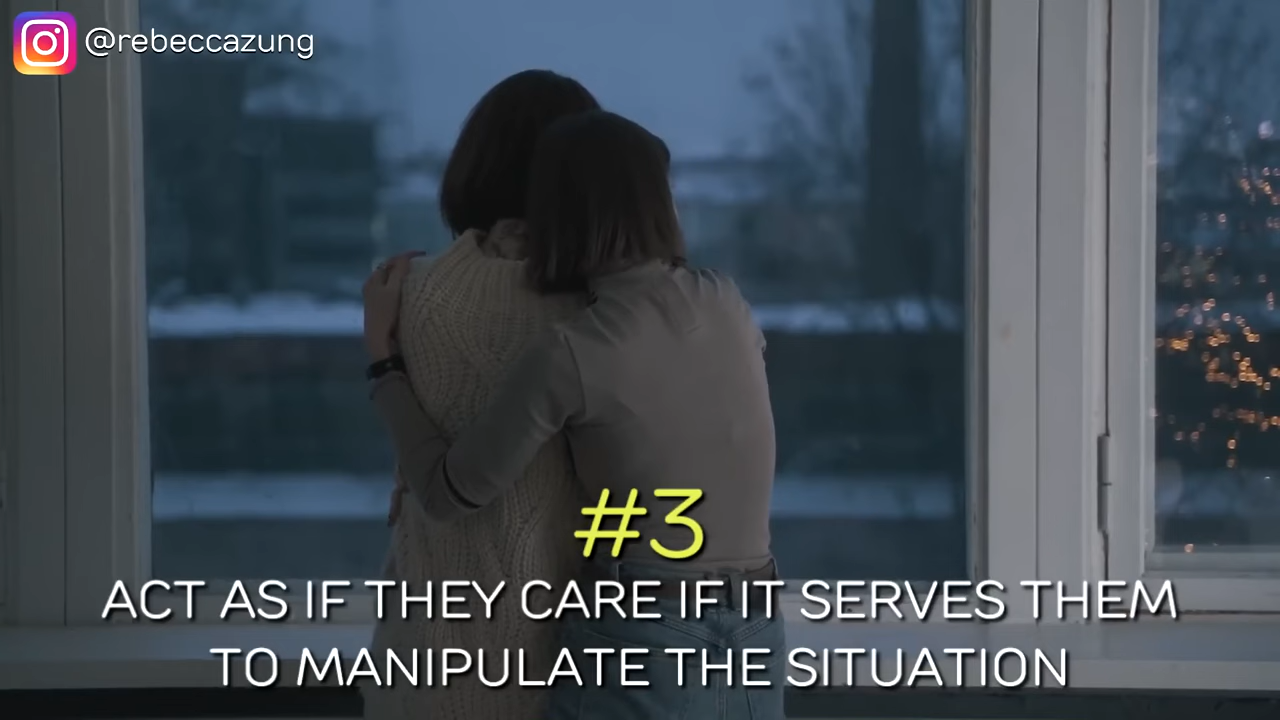 @rebeccazung
#3
ACT AS IF THEY CARE IF IT SERVES THEM
TO MANIPULATE THE SITUATION